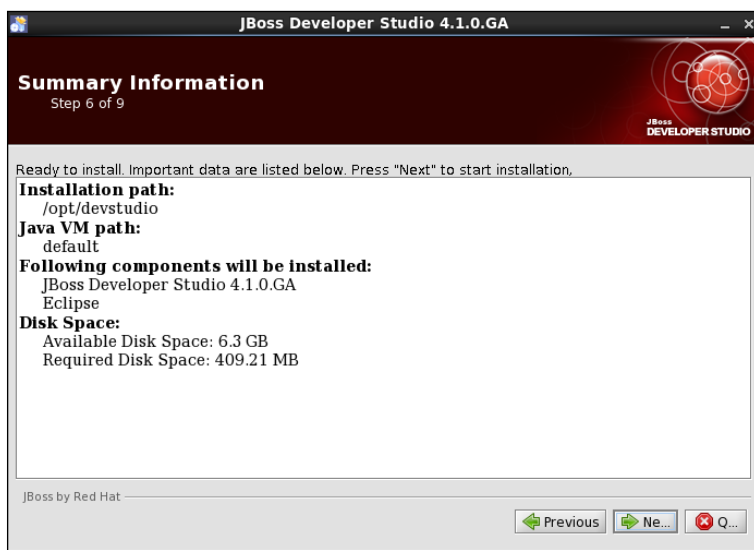 JBoss Developer Studio 4.1.0.GA
Summary Information
Step 6 of 9
JBoss
DEVELOPER STUDIO
Ready to install. Important data are listed below. Press "Next" to start installation,
Installation path:
/opt/devstudio
Java VM path:
default
Following components will be installed:
JBoss Developer Studio 4.1.0.GA
Eclipse
Disk Space:
Available Disk Space: 6.3 GB
Required Disk Space: 409.21 MB
JBoss by Red Hat
Previous
Ne...
Q...